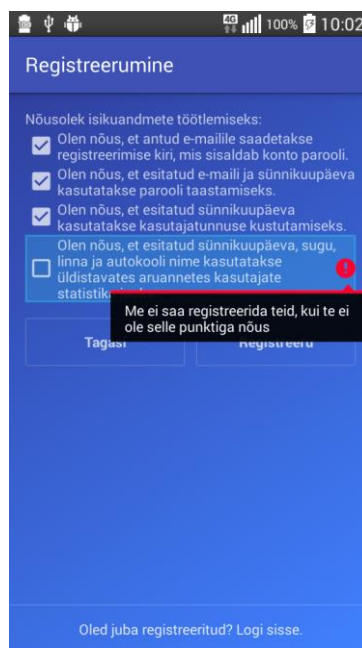 4G 100% 10:02
Registreerumine
Nõusolek isikuandmete töötlemiseks:
Olen nõus, et antud e-mailile saadetakse
registreerimise kiri, mis sisaldab konto parooli.
Olen nõus, et esitatud e-maili ja sünnikuupäeva
kasutatakse parooli taastamiseks.
Olen nõus, et esitatud sünnikuupäeva
kasutatakse kasutajatunnuse kustutamiseks.
Olen nõus, et esitatud sünnikuupäeva, sugu,
linna ja autokooli nime kasutatakse
üldistavates aruannetes kasutajate
Me ei saa registreerida teid, kui te ei
ole selle punktiga nõus
Tagasi Registreeru
Oled juba registreeritud? Logi sisse.